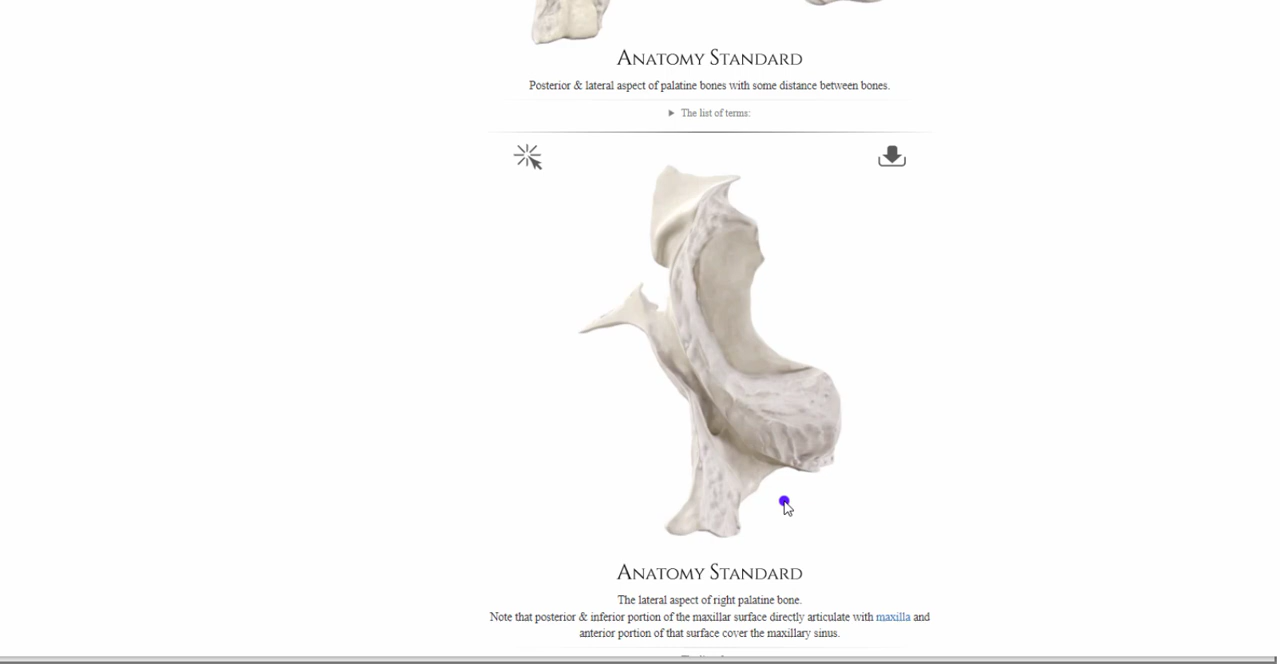 Anatomy Standard
Posterior & lateral aspect of palatine bones with some distance between bones.
► The list of terms:
Anatomy Standard
The lateral aspect of right palatine bone.
Note that posterior & inferior portion of the maxillar surface directly articulate with maxilla and
anterior portion of that surface cover the maxillary sinus.